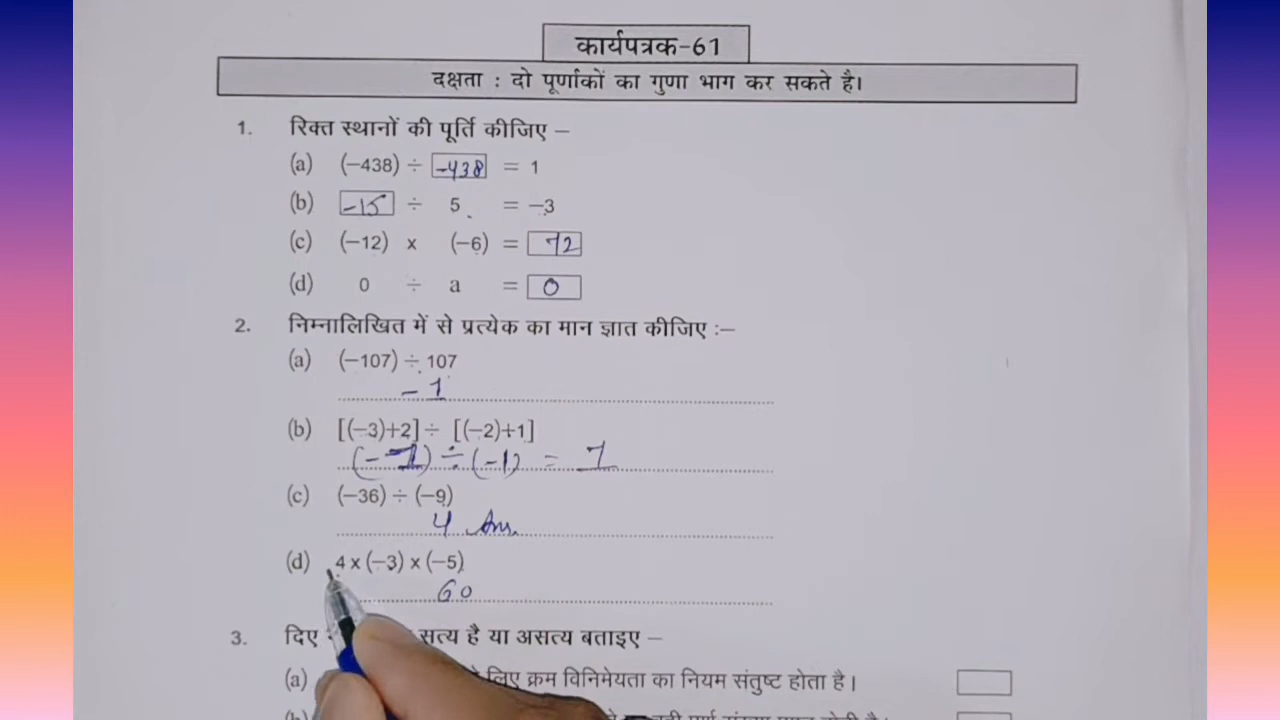 कार्यपत्रक-61
दक्षता : दो पूर्णाकों का गुणा भाग कर सकते है।
1. रिक्त स्थानों की पूर्ति कीजिए –
(a) (–438) ÷ -438 = 1
(b) -15 ÷ 5 = –3
(c) (–12) x (–6) = 72
(d) 0 ÷ a = 0
2. निम्नालिखित में से प्रत्येक का मान ज्ञात कीजिए :–
(a) (–107) ÷ 107
- 1
(b) [(–3)+2] ÷ [(–2)+1]
(-1) ÷ (-1) = 1
(c) (–36) ÷ (–9)
4 Ans.
(d) 4 x (–3) x (–5)
60
3. दिए सत्य है या असत्य बताइए –
(a) लिए क्रम विनिमेयता का नियम संतुष्ट होता है।